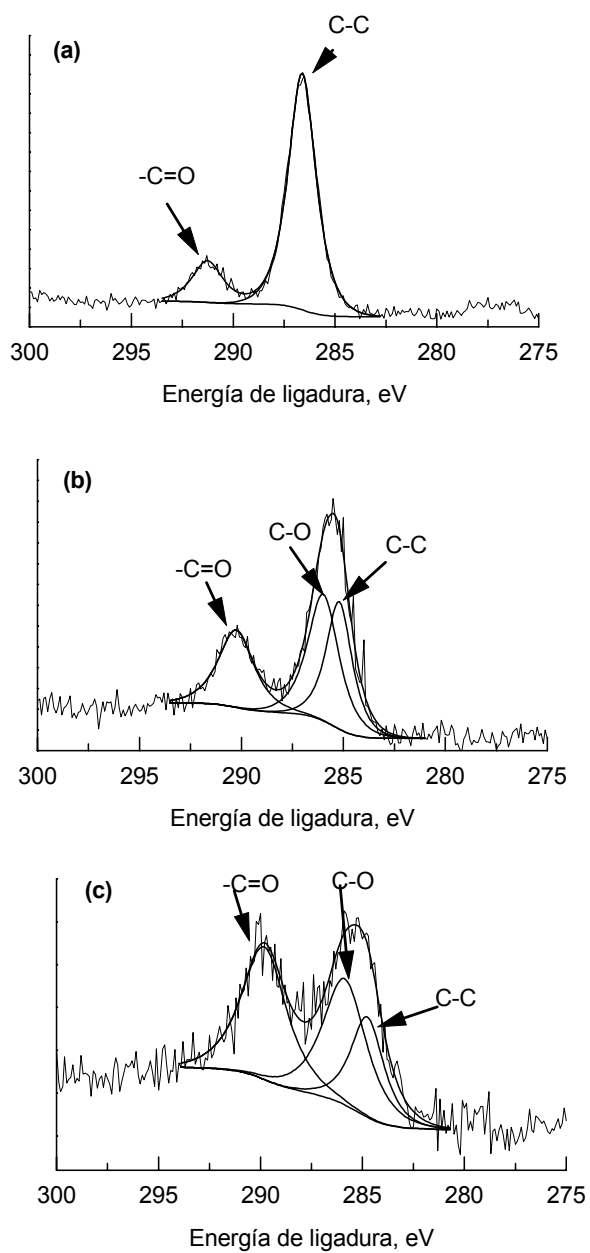 (a)
C-C
-C=O
300 295 290 285 280 275
Energía de ligadura, eV
(b)
C-O
C-C
-C=O
300 295 290 285 280 275
Energía de ligadura, eV
(c)
-C=O
C-O
C-C
300 295 290 285 280 275
Energía de ligadura, eV